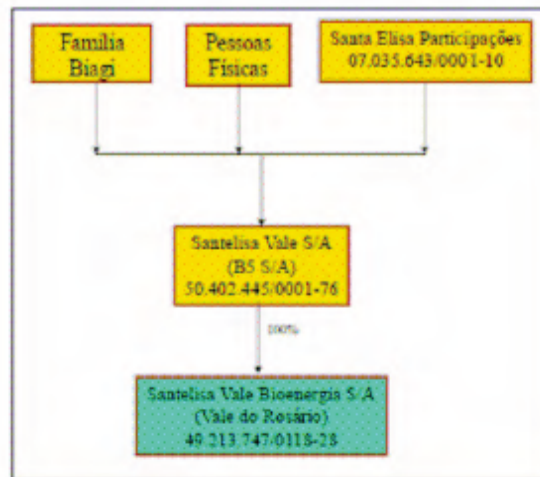 Família
Biagi
Pessoas
Físicas
Santa Elisa Participações
07.035.643/0001-10
Santelisa Vale S/A
(B5 S/A)
50.402.445/0001-76
100%
Santelisa Vale Bioenergia S/A
(Vale do Rosário)
49.213.747/0118-28